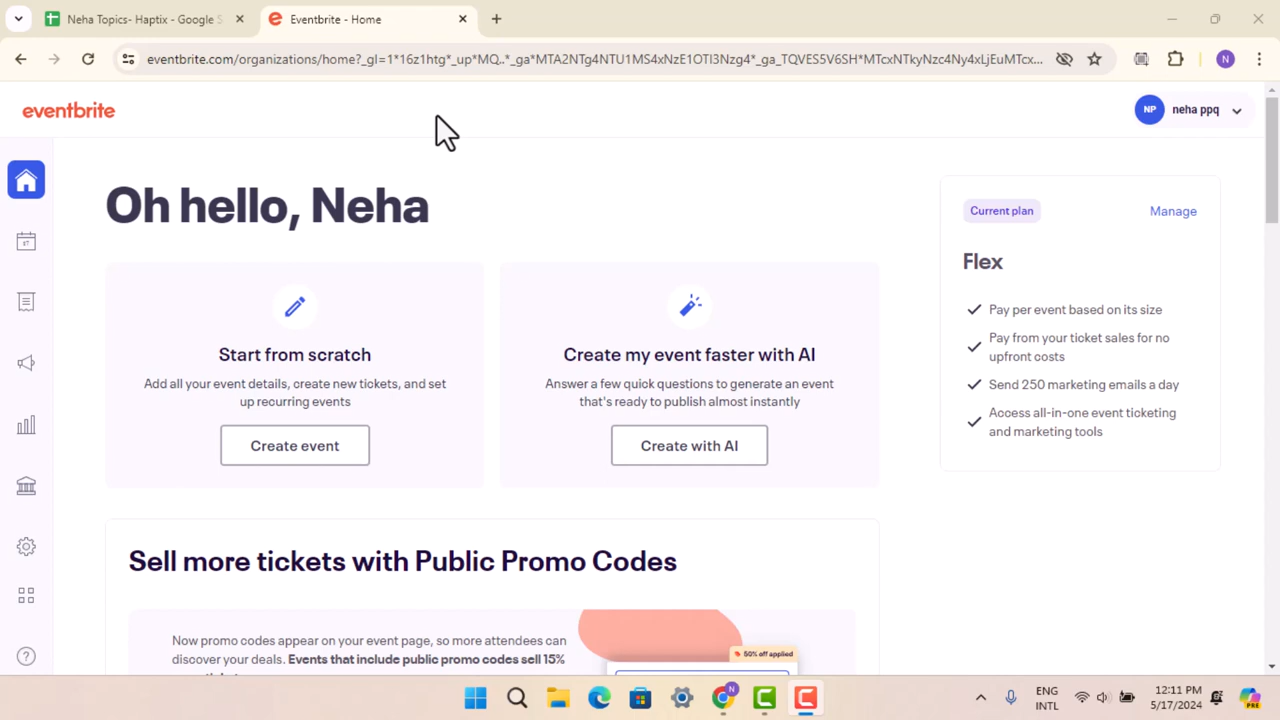 Neha Topics- Haptix - Google S
Eventbrite - Home
eventbrite.com/organizations/home?_gl=1*16z1htg*_up*MQ..*_ga*MTA2NTg4NTU1MS4xNzE1OTI3Nzg4*_ga_TQVES5V6SH*MTcxNTkyNzc4Ny4xLjEuMTcx...
N
eventbrite
NP
neha ppq
Oh hello, Neha
Current plan
Manage
Flex
Pay per event based on its size
Pay from your ticket sales for no
upfront costs
Send 250 marketing emails a day
Access all-in-one event ticketing
and marketing tools
Start from scratch
Add all your event details, create new tickets, and set
up recurring events
Create event
Create my event faster with AI
Answer a few quick questions to generate an event
that's ready to publish almost instantly
Create with AI
Sell more tickets with Public Promo Codes
Now promo codes appear on your event page, so more attendees can
discover your deals. Events that include public promo codes sell 15%
50% off applied
ENG
INTL
12:11 PM
5/17/2024
PRE